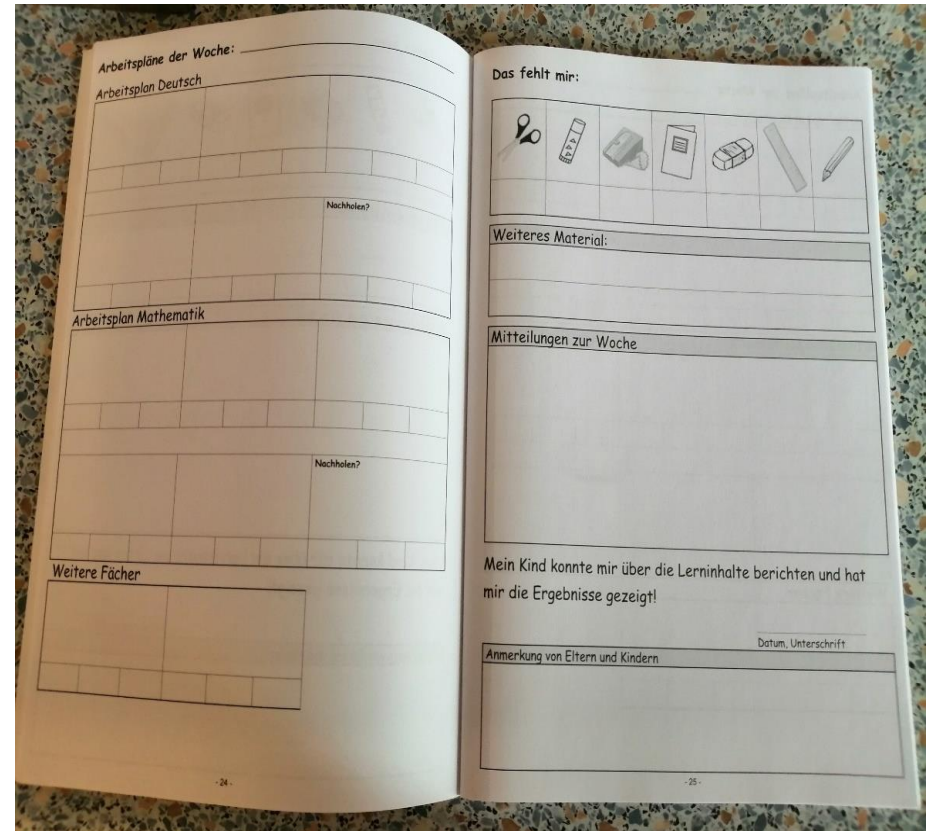 Arbeitspläne der Woche:
Arbeitsplan Deutsch
Nachholen?
Arbeitsplan Mathematik
Nachholen?
Weitere Fächer
- 24 -
Das fehlt mir:
Weiteres Material:
Mitteilungen zur Woche
Mein Kind konnte mir über die Lerninhalte berichten und hat
mir die Ergebnisse gezeigt!
Datum, Unterschrift
Anmerkung von Eltern und Kindern
- 25 -